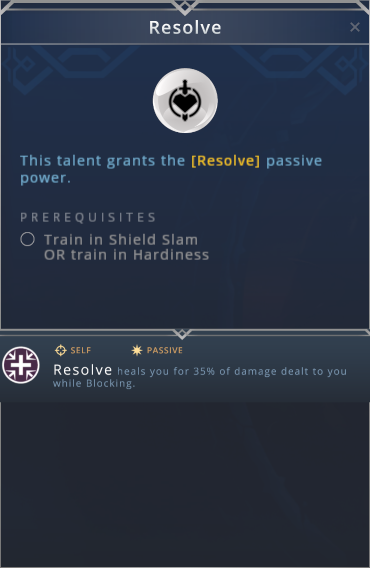 Resolve
This talent grants the [Resolve] passive
power.
PREREQUISITES
Train in Shield Slam
OR train in Hardiness
SELF PASSIVE
Resolve heals you for 35% of damage dealt to you
while Blocking.